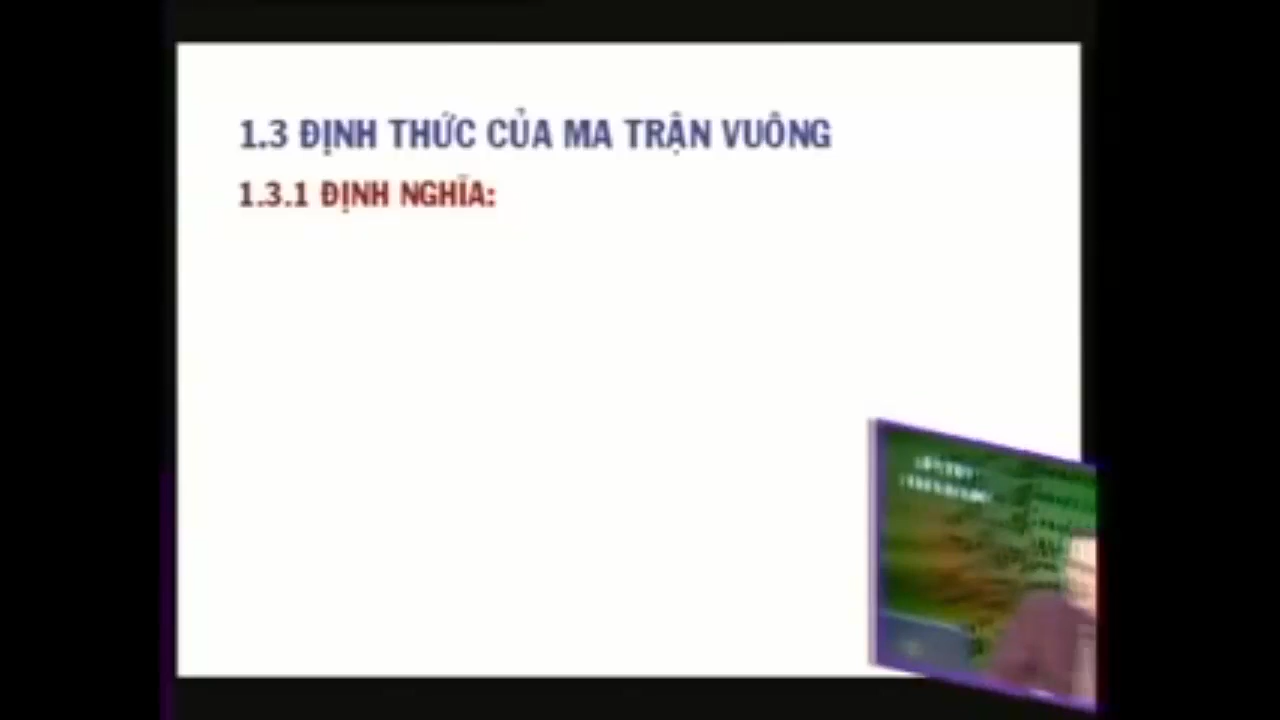 1.3 ĐỊNH THỨC CỦA MA TRẬN VUÔNG
1.3.1 ĐỊNH NGHĨA: